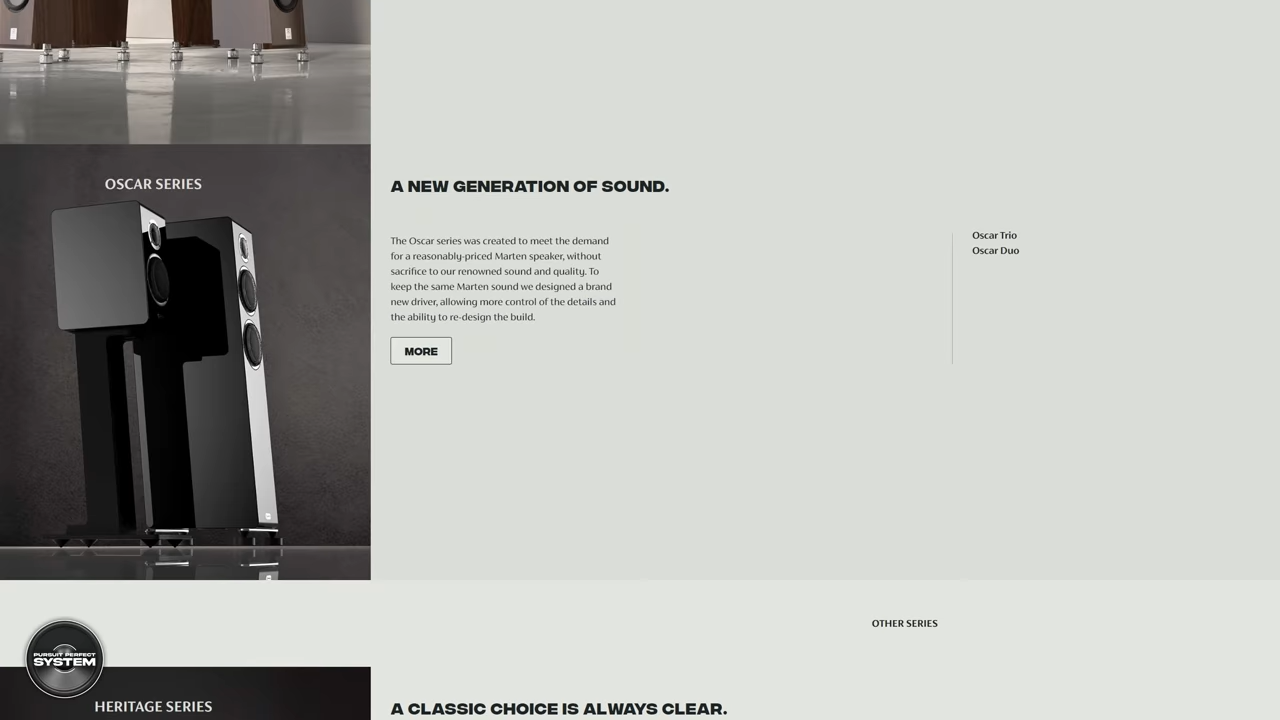 OSCAR SERIES
A NEW GENERATION OF SOUND.
The Oscar series was created to meet the demand
for a reasonably-priced Marten speaker, without
sacrifice to our renowned sound and quality. To
keep the same Marten sound we designed a brand
new driver, allowing more control of the details and
the ability to re-design the build.
MORE
Oscar Trio
Oscar Duo
OTHER SERIES
PURSUIT PERFECT
SYSTEM
HERITAGE SERIES
A CLASSIC CHOICE IS ALWAYS CLEAR.